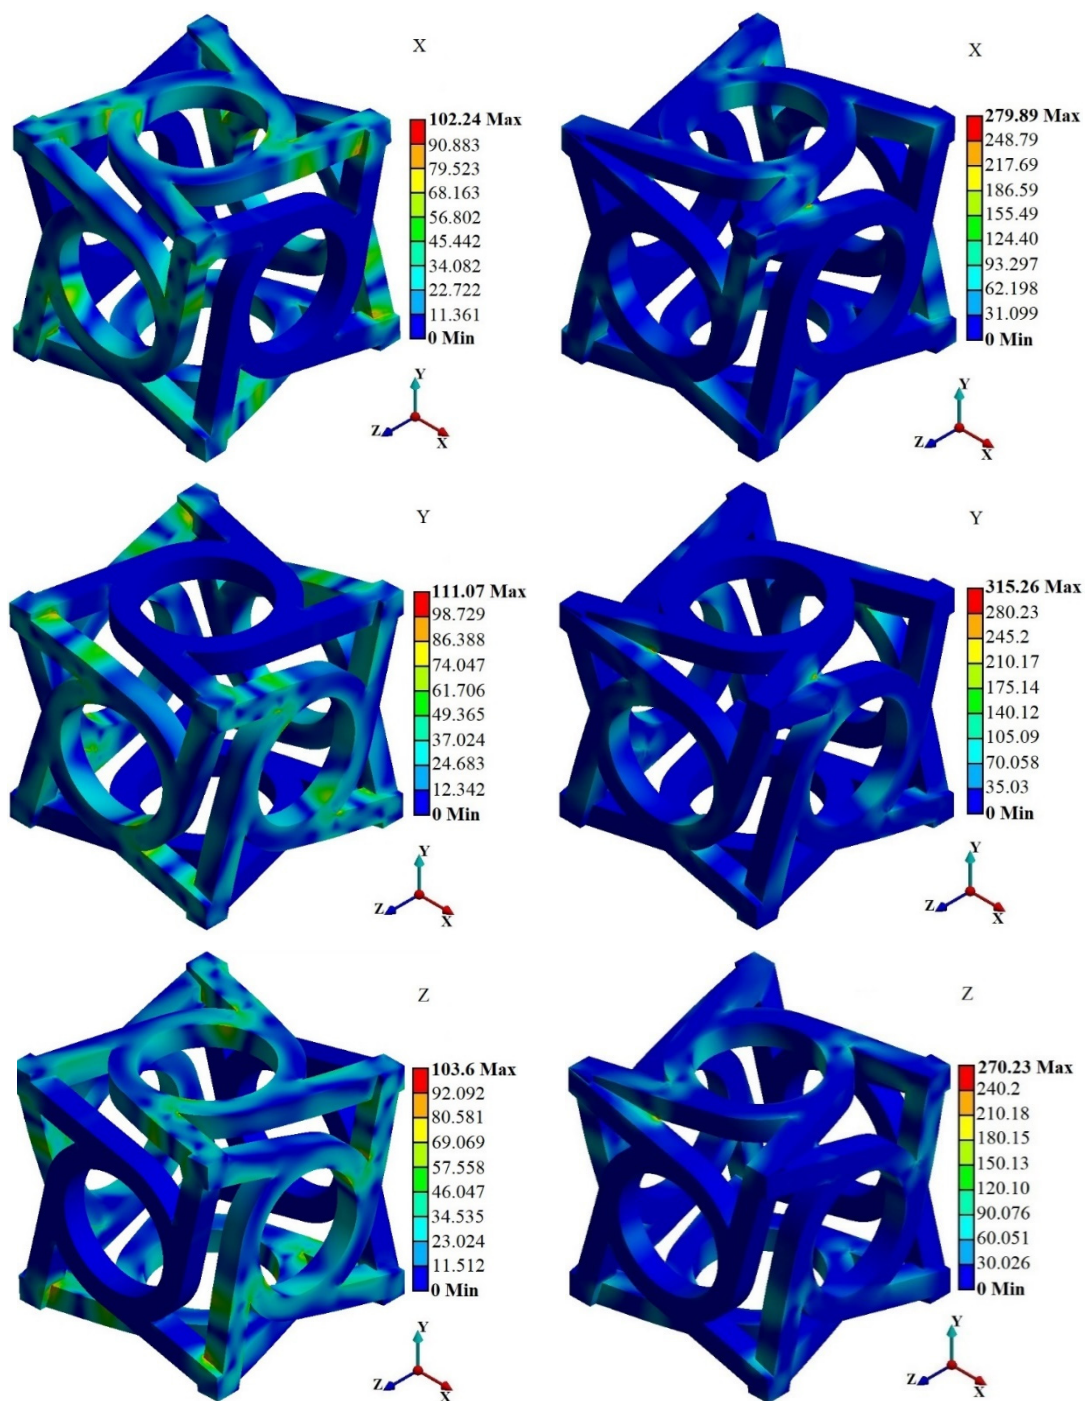 X
102.24 Max
90.883
79.523
68.163
56.802
45.442
34.082
22.722
11.361
0 Min
Y
Z
X
X
279.89 Max
248.79
217.69
186.59
155.49
124.40
93.297
62.198
31.099
0 Min
Y
Z
X
Y
111.07 Max
98.729
86.388
74.047
61.706
49.365
37.024
24.683
12.342
0 Min
Y
Z
X
Y
315.26 Max
280.23
245.2
210.17
175.14
140.12
105.09
70.058
35.03
0 Min
Y
Z
X
Z
103.6 Max
92.092
80.581
69.069
57.558
46.047
34.535
23.024
11.512
0 Min
Y
Z
X
Z
270.23 Max
240.2
210.18
180.15
150.13
120.10
90.076
60.051
30.026
0 Min
Y
Z
X